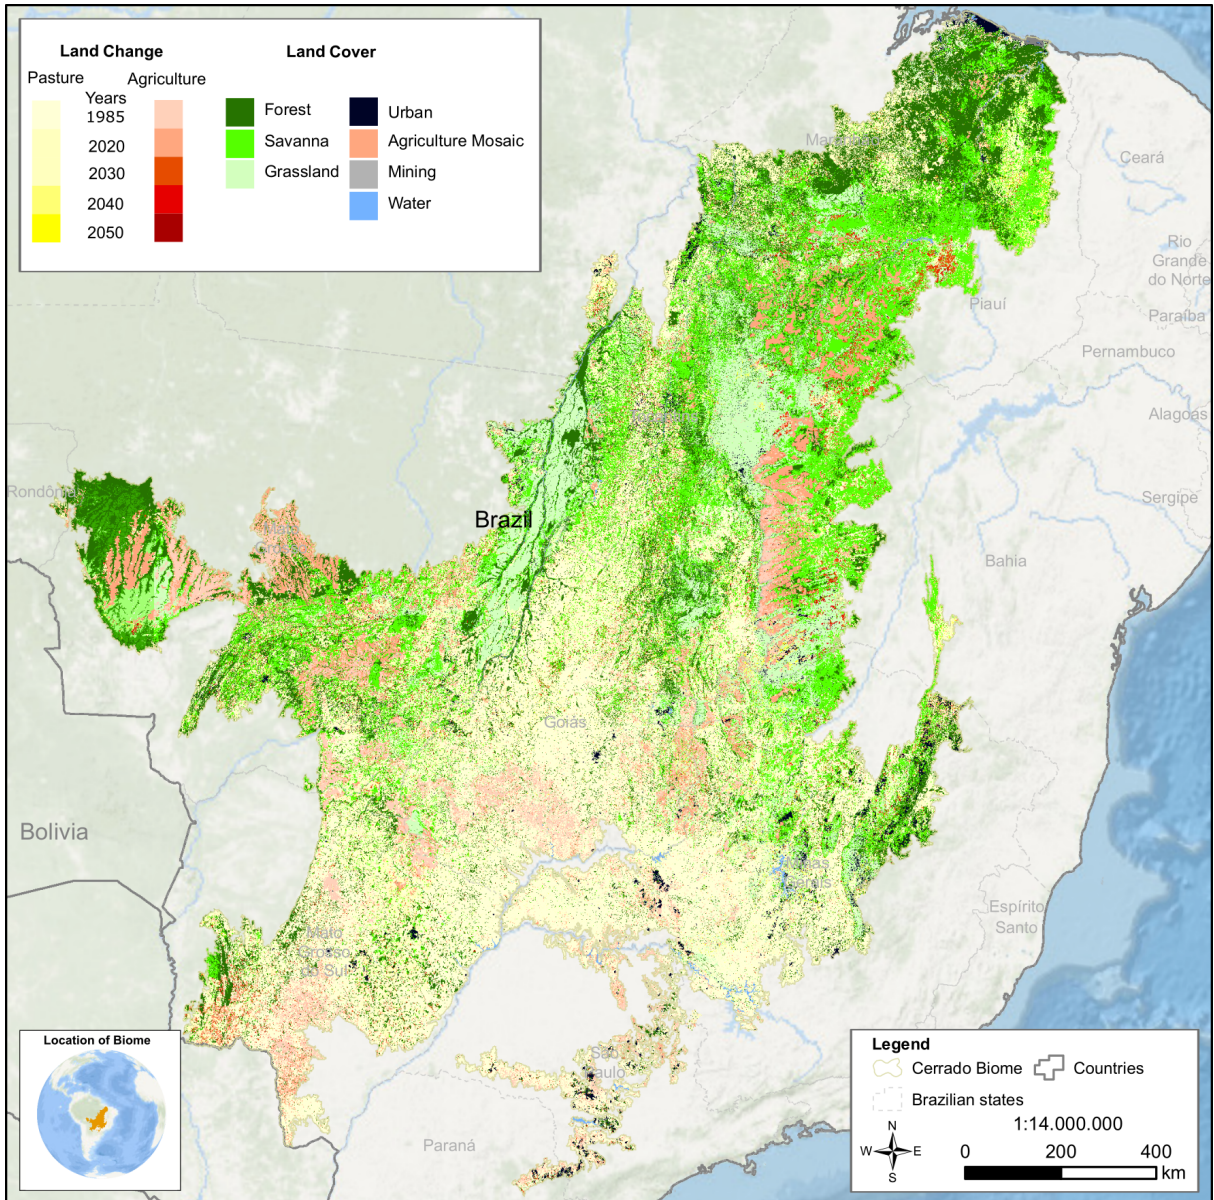 Land Change
Land Cover
Pasture
Agriculture
Years
1985
2020
2030
2040
2050
Forest
Savanna
Grassland
Urban
Agriculture Mosaic
Mining
Water
Ceará
Rio
Grande
do Norte
Piauí
Paraíba
Pernambuco
Alagoas
Rondônia
Sergipe
Brazil
Bahia
Goiás
Bolivia
Minas
Gerais
Espírito
Santo
Mato
Grosso
do Sul
São
Paulo
Paraná
Location of Biome
Legend
Cerrado Biome
Countries
Brazilian states
1:14.000.000
N
W
E
S
0
200
400
km